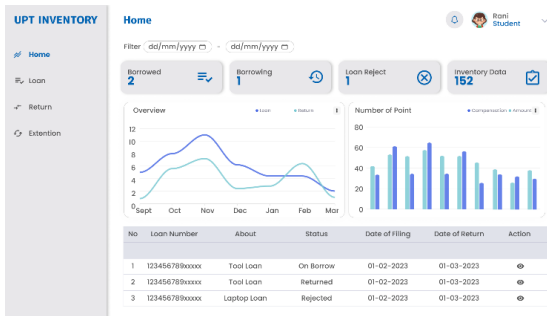 UPT INVENTORY
Home
Loan
Return
Extention
Home
Rani
Student
Filter dd/mm/yyyy - dd/mm/yyyy
Borrowed
2
Borrowing
1
Loan Reject
1
Inventory Data
152
Overview
Loan Return
12
10
8
6
4
2
0
Sept Oct Nov Dec Jan Feb Mar
Number of Point
Compensation Amount
80
60
40
20
0
No Loan Number About Status Date of Filing Date of Return Action
1 123456789xxxxx Tool Loan On Borrow 01-02-2023 01-03-2023
2 123456789xxxxx Tool Loan Returned 01-02-2023 01-03-2023
3 123456789xxxxx Laptop Loan Rejected 01-02-2023 01-03-2023